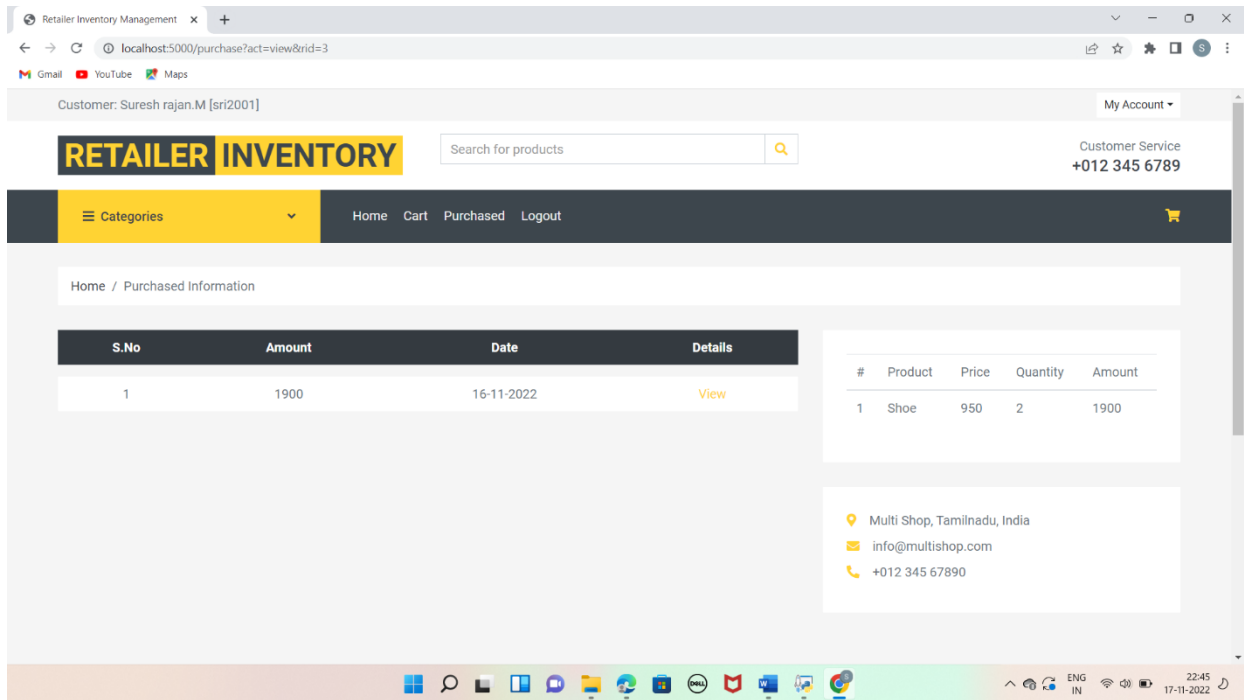 Retailer Inventory Management
localhost:5000/purchase?act=view&rid=3
S
Gmail YouTube Maps
Customer: Suresh rajan.M [sri2001] My Account
RETAILER INVENTORY
Search for products
Customer Service
+012 345 6789
Categories Home Cart Purchased Logout
Home / Purchased Information
S.No Amount Date Details
1 1900 16-11-2022 View
# Product Price Quantity Amount
1 Shoe 950 2 1900
Multi Shop, Tamilnadu, India
info@multishop.com
+012 345 67890
DELL
W
ENG
IN
22:45
17-11-2022